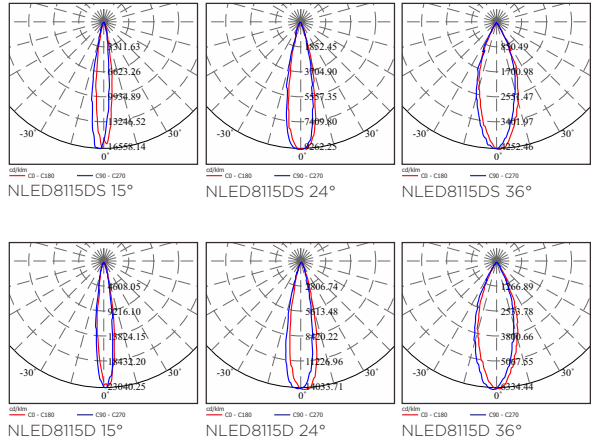 3311.63
6623.26
9934.89
13246.52
16558.14
-30° 30°
0°
cd/klm
C0 - C180 C90 - C270
NLED8115DS 15°
1852.45
3704.90
5557.35
7409.80
9262.25
-30° 30°
0°
cd/klm
C0 - C180 C90 - C270
NLED8115DS 24°
850.49
1700.98
2551.47
3401.97
4252.46
-30° 30°
0°
cd/klm
C0 - C180 C90 - C270
NLED8115DS 36°
4608.05
9216.10
13824.15
18432.20
23040.25
-30° 30°
0°
cd/klm
C0 - C180 C90 - C270
NLED8115D 15°
2806.74
5613.48
8420.22
11226.96
14033.71
-30° 30°
0°
cd/klm
C0 - C180 C90 - C270
NLED8115D 24°
1266.89
2533.78
3800.66
5067.55
6334.44
-30° 30°
0°
cd/klm
C0 - C180 C90 - C270
NLED8115D 36°